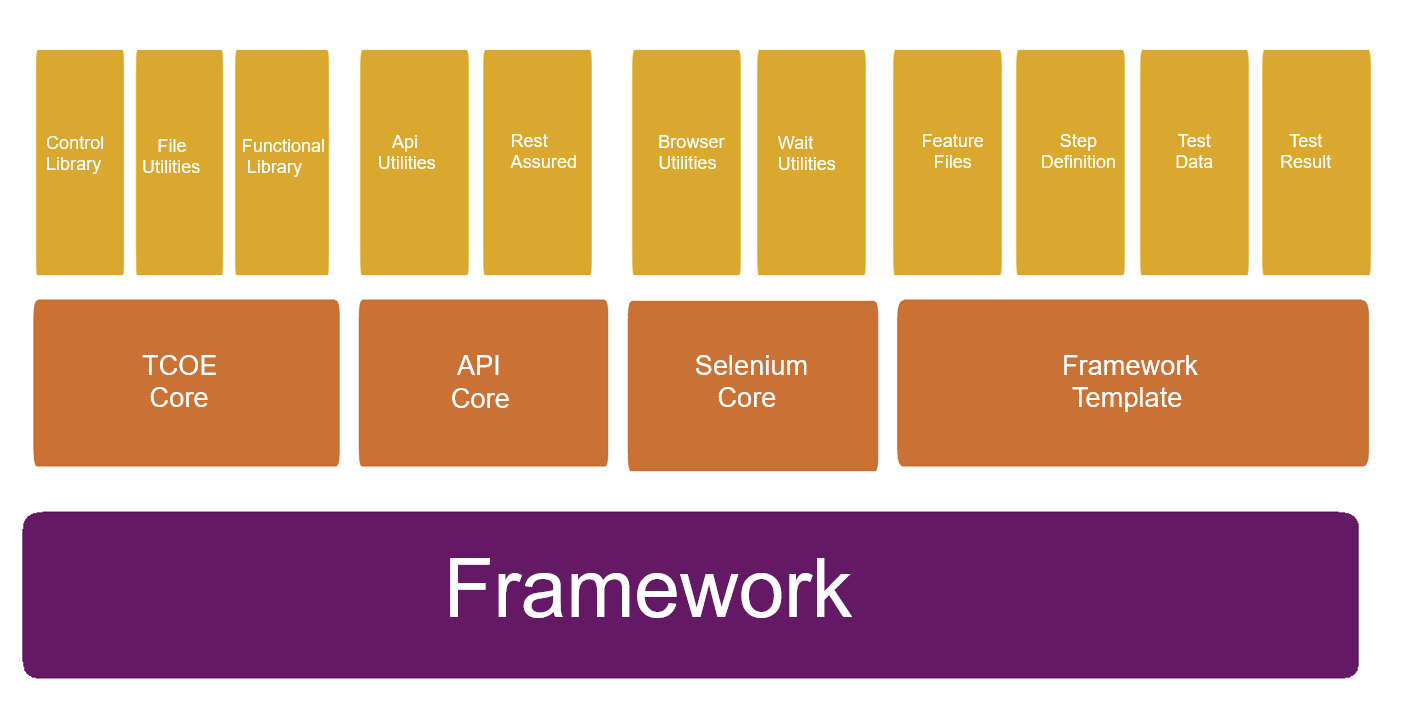 Control
Library
File
Utilities
Functional
Library
Api
Utilities
Rest
Assured
Browser
Utilities
Wait
Utilities
Feature
Files
Step
Definition
Test
Data
Test
Result
TCOE
Core
API
Core
Selenium
Core
Framework
Template
Framework